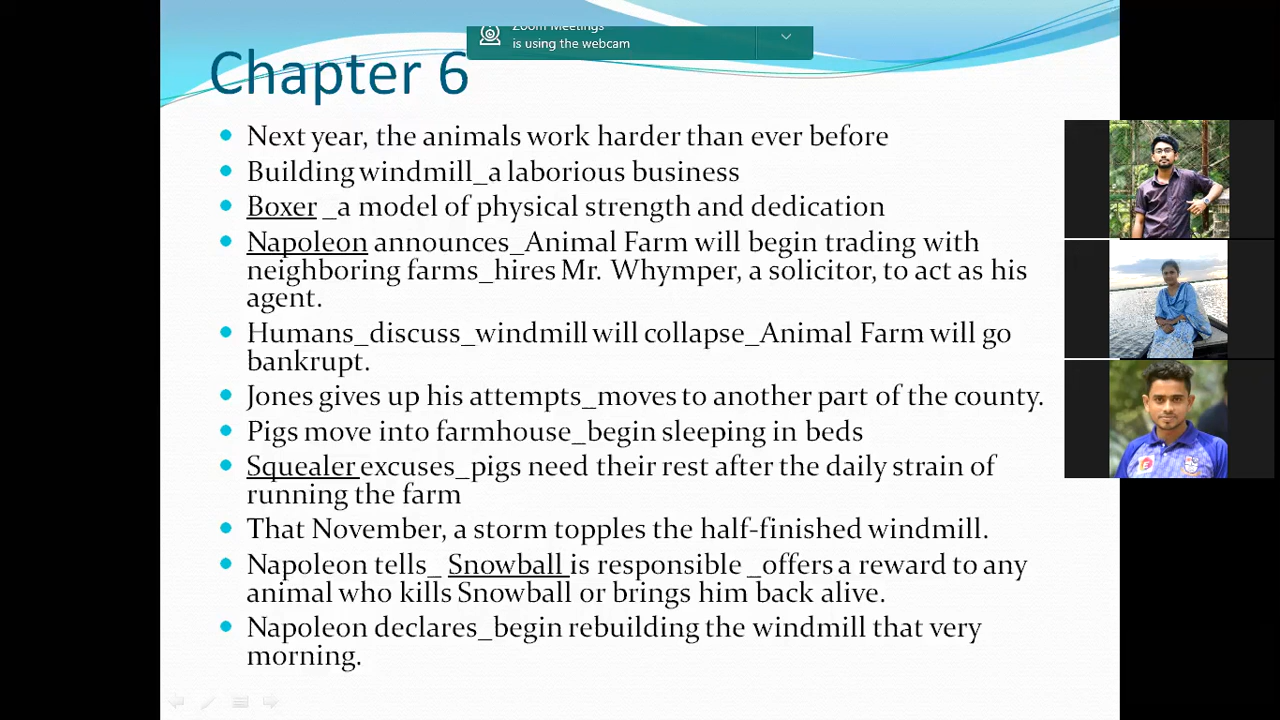 Zoom Meetings
is using the webcam
Chapter 6
Next year, the animals work harder than ever before
Building windmill_a laborious business
Boxer _a model of physical strength and dedication
Napoleon announces_Animal Farm will begin trading with
neighboring farms_hires Mr. Whymper, a solicitor, to act as his
agent.
Humans_discuss_windmill will collapse_Animal Farm will go
bankrupt.
Jones gives up his attempts_moves to another part of the county.
Pigs move into farmhouse_begin sleeping in beds
Squealer excuses_pigs need their rest after the daily strain of
running the farm
That November, a storm topples the half-finished windmill.
Napoleon tells_ Snowball is responsible _offers a reward to any
animal who kills Snowball or brings him back alive.
Napoleon declares_begin rebuilding the windmill that very
morning.